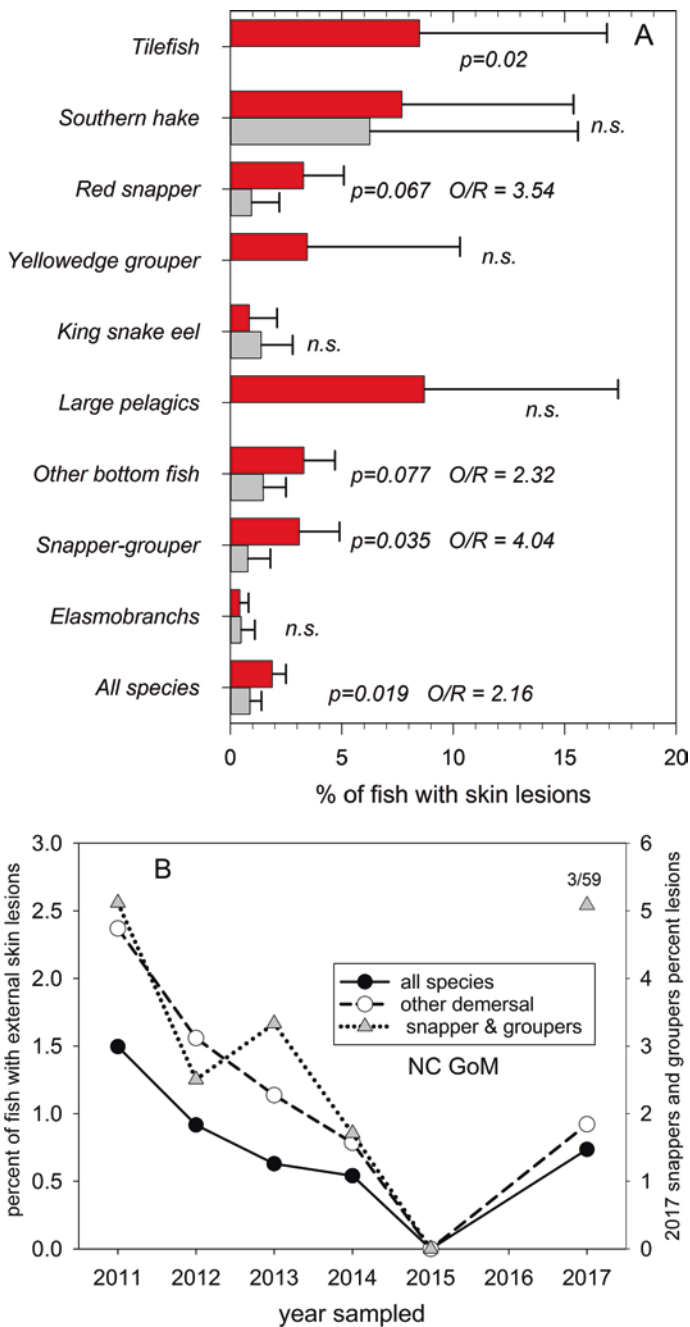 A
Tilefish
p=0.02
Southern hake
n.s.
Red snapper
p=0.067 O/R = 3.54
Yellowedge grouper
n.s.
King snake eel
n.s.
Large pelagics
n.s.
Other bottom fish
p=0.077 O/R = 2.32
Snapper-grouper
p=0.035 O/R = 4.04
Elasmobranchs
n.s.
All species
p=0.019 O/R = 2.16
0 5 10 15 20
% of fish with skin lesions
B
percent of fish with external skin lesions
3.0
2.5
2.0
1.5
1.0
0.5
0.0
3/59
all species
other demersal
snapper & groupers
NC GoM
6
5
4
3
2
1
0
2017 snappers and groupers percent lesions
2011 2012 2013 2014 2015 2016 2017
year sampled